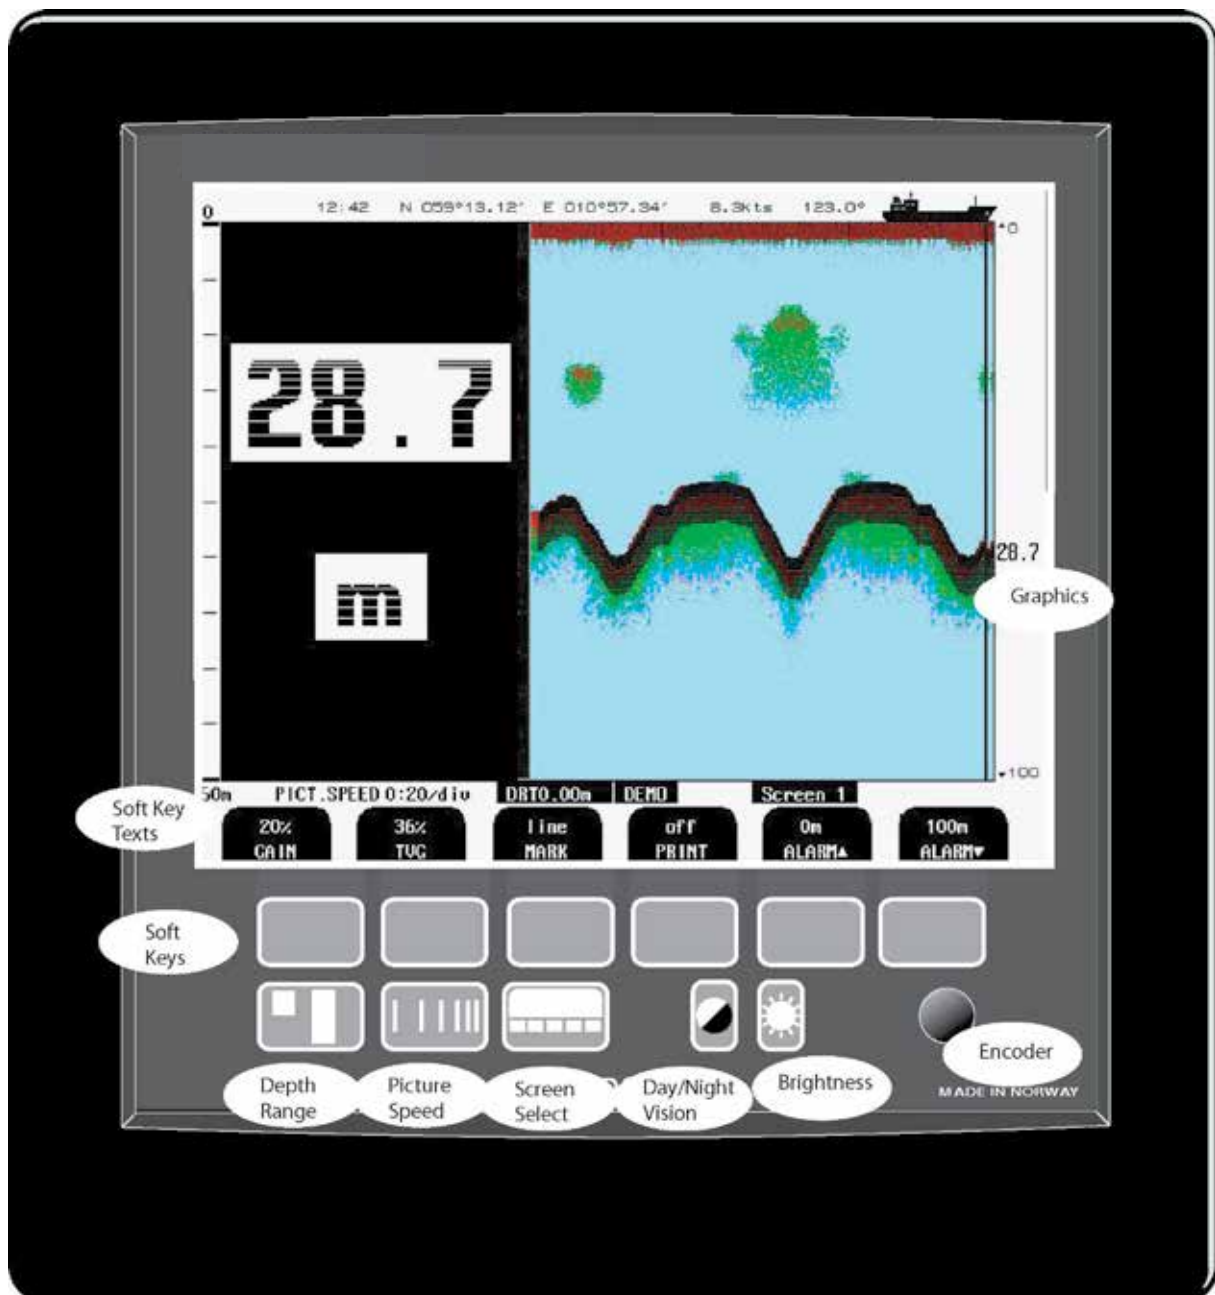 0 12:42 N 059°13.12' E 010°57.34' 8.3kts 123.0°
0
28.7
m
28.7
Graphics
100
50m PICT.SPEED 0:20/div DRT0.00m DEMO Screen 1
Soft Key
Texts
20% 36% line off 0m 100m
GAIN TVG MARK PRINT ALARM▲ ALARM▼
Soft
Keys
Encoder
Depth
Range
Picture
Speed
Screen
Select
Day/Night
Vision
Brightness
MADE IN NORWAY